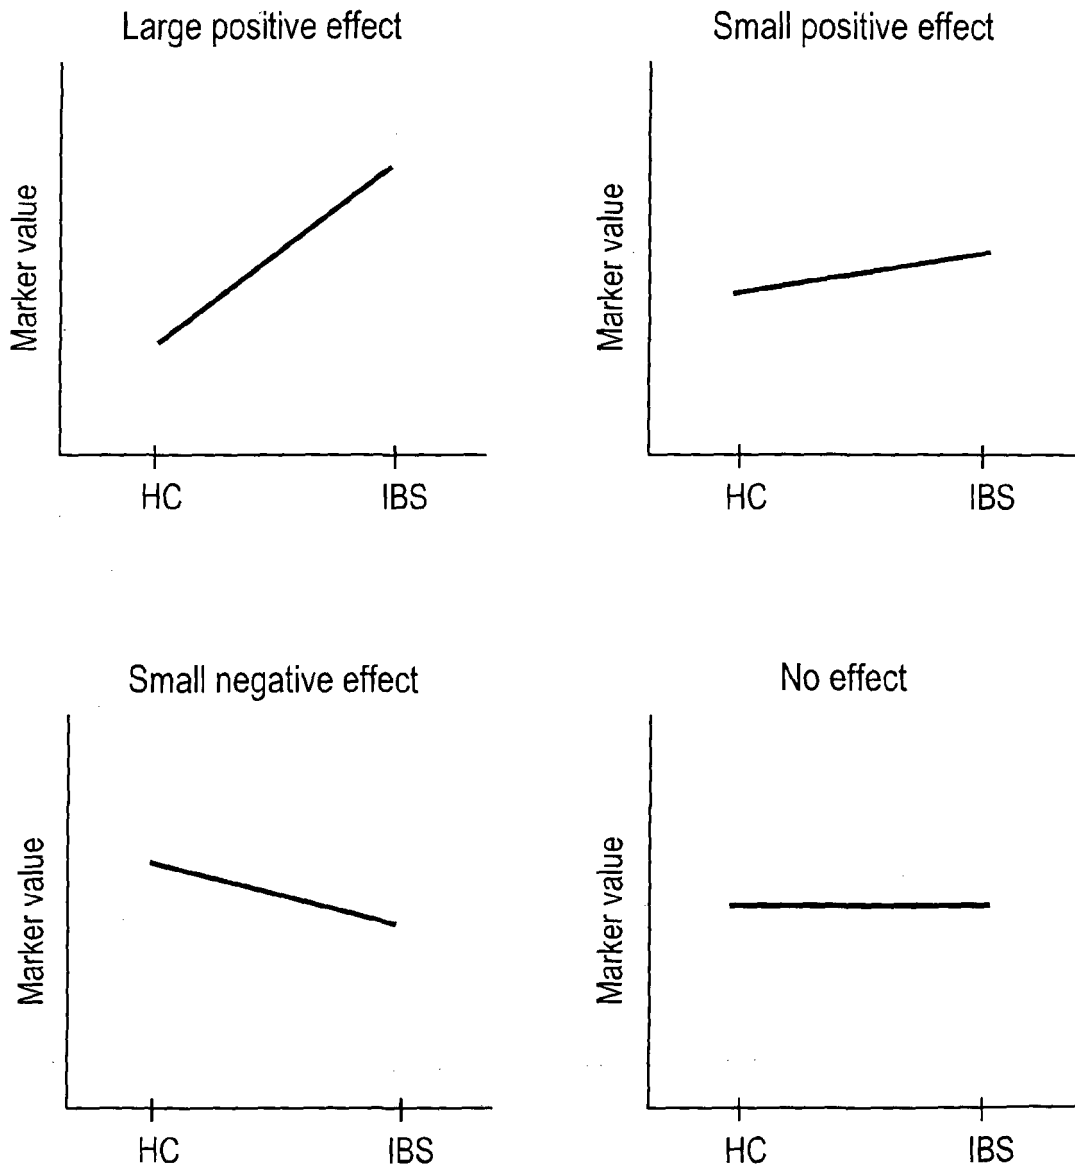 Large positive effect
Marker value
HC IBS
Small positive effect
Marker value
HC IBS
Small negative effect
Marker value
HC IBS
No effect
Marker value
HC IBS